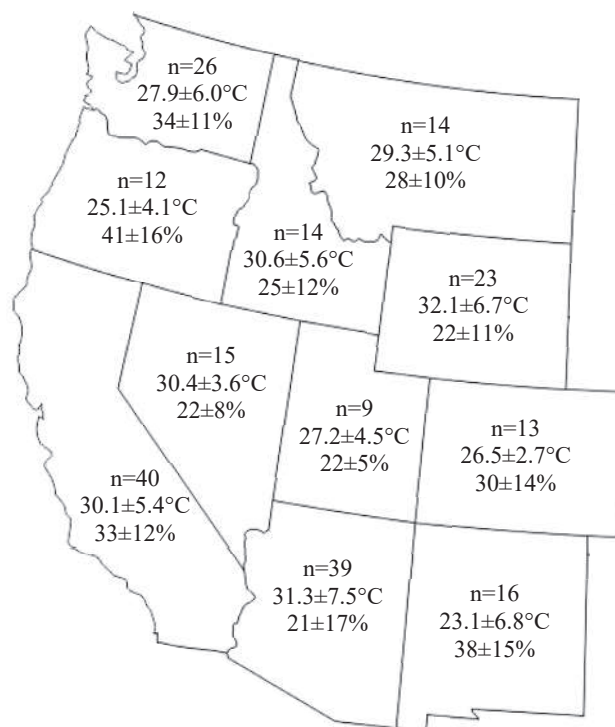 n=26
27.9±6.0°C
34±11%
n=14
29.3±5.1°C
28±10%
n=12
25.1±4.1°C
41±16%
n=14
30.6±5.6°C
25±12%
n=23
32.1±6.7°C
22±11%
n=15
30.4±3.6°C
22±8%
n=9
27.2±4.5°C
22±5%
n=13
26.5±2.7°C
30±14%
n=40
30.1±5.4°C
33±12%
n=39
31.3±7.5°C
21±17%
n=16
23.1±6.8°C
38±15%